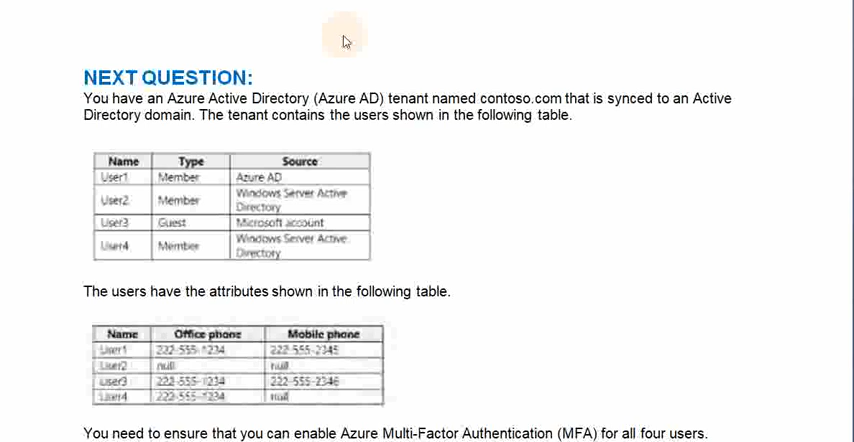 NEXT QUESTION:
You have an Azure Active Directory (Azure AD) tenant named contoso.com that is synced to an Active
Directory domain. The tenant contains the users shown in the following table.
Name Type Source
User1 Member Azure AD
User2 Member Windows Server Active
Directory
User3 Guest Microsoft account
User4 Member Windows Server Active
Directory
The users have the attributes shown in the following table.
Name Office phone Mobile phone
User1 222-555-1234 222-555-2345
User2 null null
User3 222-555-1234 222-555-2346
User4 222-555-1234 null
You need to ensure that you can enable Azure Multi-Factor Authentication (MFA) for all four users.